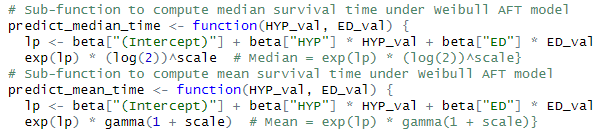 # Sub-function to compute median survival time under Weibull AFT model
predict_median_time <- function(HYP_val, ED_val) {
lp <- beta["(Intercept)"] + beta["HYP"] * HYP_val + beta["ED"] * ED_val
exp(lp) * (log(2))^scale  # Median = exp(lp) * (log(2))^scale}
# Sub-function to compute mean survival time under Weibull AFT model
predict_mean_time <- function(HYP_val, ED_val) {
lp <- beta["(Intercept)"] + beta["HYP"] * HYP_val + beta["ED"] * ED_val
exp(lp) * gamma(1 + scale)  # Mean = exp(lp) * gamma(1 + scale)}